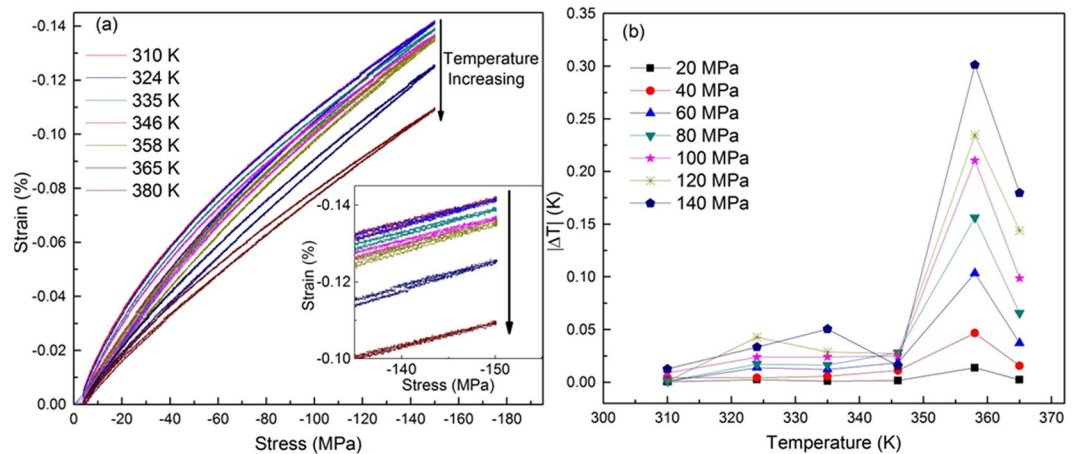 (a)
-0.14
-0.12
-0.10
-0.08
-0.06
-0.04
-0.02
0.00
Strain (%)
310 K
324 K
335 K
346 K
358 K
365 K
380 K
Temperature
Increasing
-0.14
-0.12
-0.10
Strain (%)
-140 -150
Stress (MPa)
0 -20 -40 -60 -80 -100 -120 -140 -160 -180
Stress (MPa)
(b)
0.35
0.30
0.25
0.20
0.15
0.10
0.05
0.00
|ΔT| (K)
20 MPa
40 MPa
60 MPa
80 MPa
100 MPa
120 MPa
140 MPa
300 310 320 330 340 350 360 370
Temperature (K)